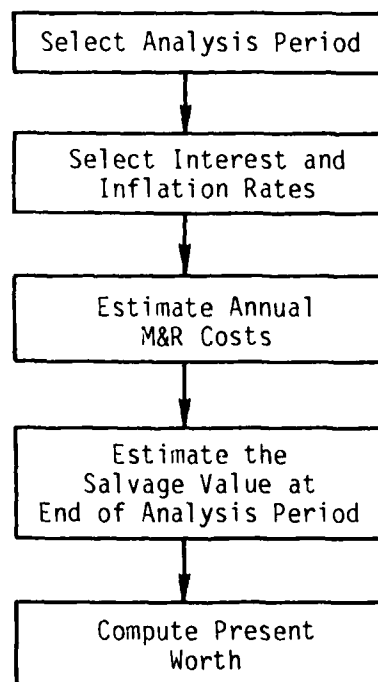 Select Analysis Period
Select Interest and
Inflation Rates
Estimate Annual
M&R Costs
Estimate the
Salvage Value at
End of Analysis Period
Compute Present
Worth